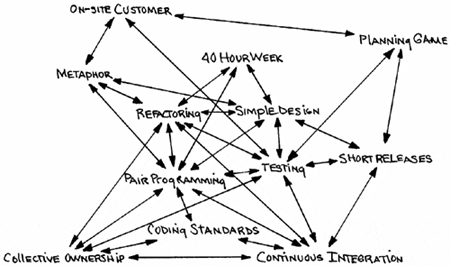 ON-SITE CUSTOMER
PLANNING GAME
40 HOUR WEEK
METAPHOR
REFACTORING
SIMPLE DESIGN
SHORT RELEASES
TESTING
PAIR PROGRAMMING
CODING STANDARDS
COLLECTIVE OWNERSHIP
CONTINUOUS INTEGRATION